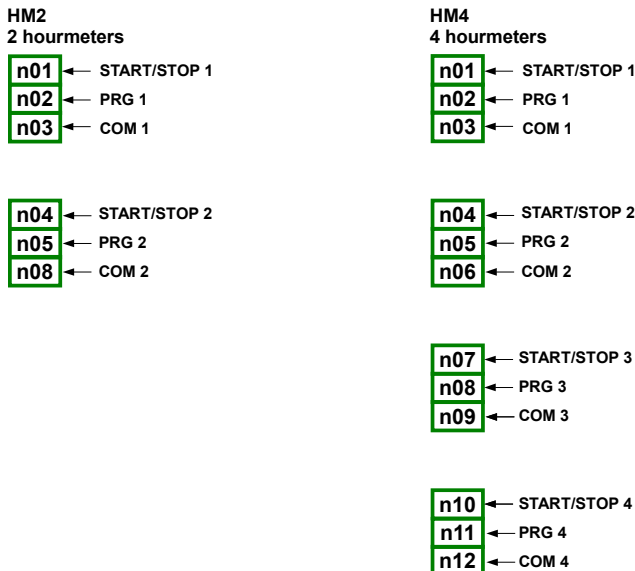 HM2
2 hourmeters
n01 START/STOP 1
n02 PRG 1
n03 COM 1
n04 START/STOP 2
n05 PRG 2
n08 COM 2
HM4
4 hourmeters
n01 START/STOP 1
n02 PRG 1
n03 COM 1
n04 START/STOP 2
n05 PRG 2
n06 COM 2
n07 START/STOP 3
n08 PRG 3
n09 COM 3
n10 START/STOP 4
n11 PRG 4
n12 COM 4